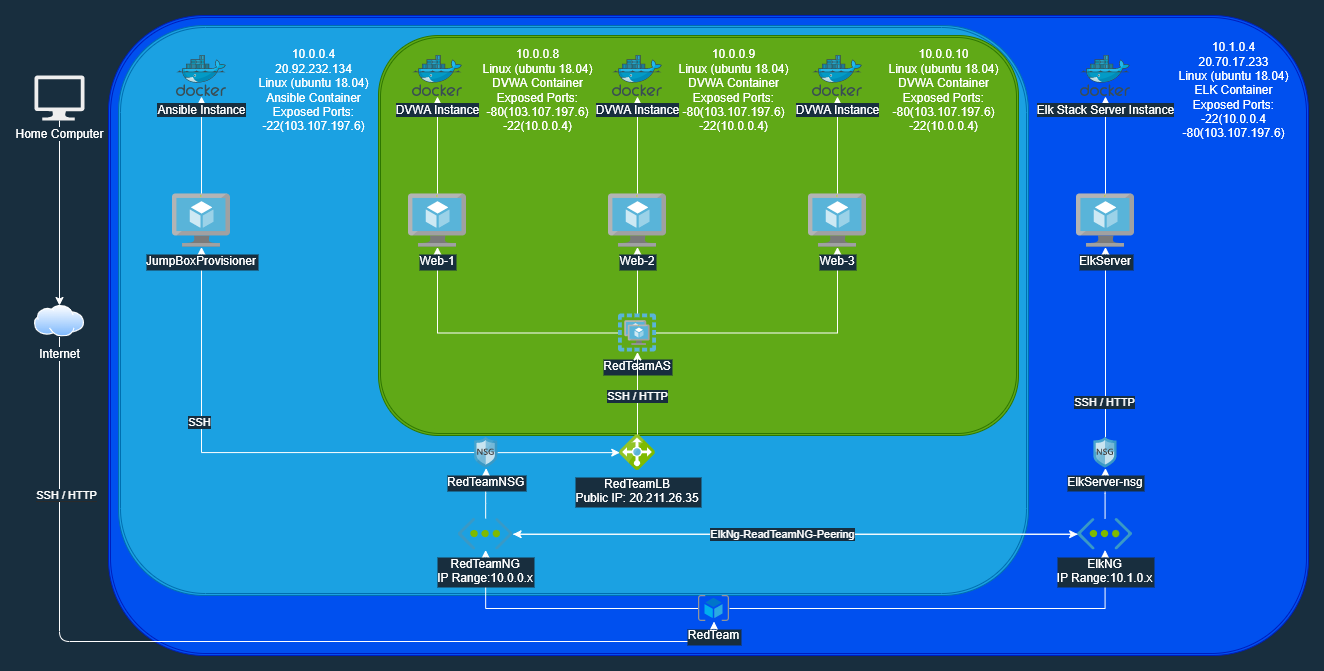 10.0.0.4
20.92.232.134
Linux (ubuntu 18.04)
Ansible Container
Exposed Ports:
-22(103.107.197.6)
10.0.0.8
Linux (ubuntu 18.04)
DVWA Container
Exposed Ports:
-80(103.107.197.6)
-22(10.0.0.4)
10.0.0.9
Linux (ubuntu 18.04)
DVWA Container
Exposed Ports:
-80(103.107.197.6)
-22(10.0.0.4)
10.0.0.10
Linux (ubuntu 18.04)
DVWA Container
Exposed Ports:
-80(103.107.197.6)
-22(10.0.0.4)
10.1.0.4
20.70.17.233
Linux (ubuntu 18.04)
ELK Container
Exposed Ports:
-22(10.0.0.4
-80(103.107.197.6)
docker
docker
docker
docker
docker
Ansible Instance
DVWA Instance
DVWA Instance
DVWA Instance
Elk Stack Server Instance
Home Computer
JumpBoxProvisioner
Web-1
Web-2
Web-3
ElkServer
Internet
RedTeamAS
SSH / HTTP
SSH / HTTP
SSH
NSG
NSG
RedTeamNSG
RedTeamLB
Public IP: 20.211.26.35
ElkServer-nsg
SSH / HTTP
ElkNg-ReadTeamNG-Peering
RedTeamNG
IP Range:10.0.0.x
ElkNG
IP Range:10.1.0.x
RedTeam